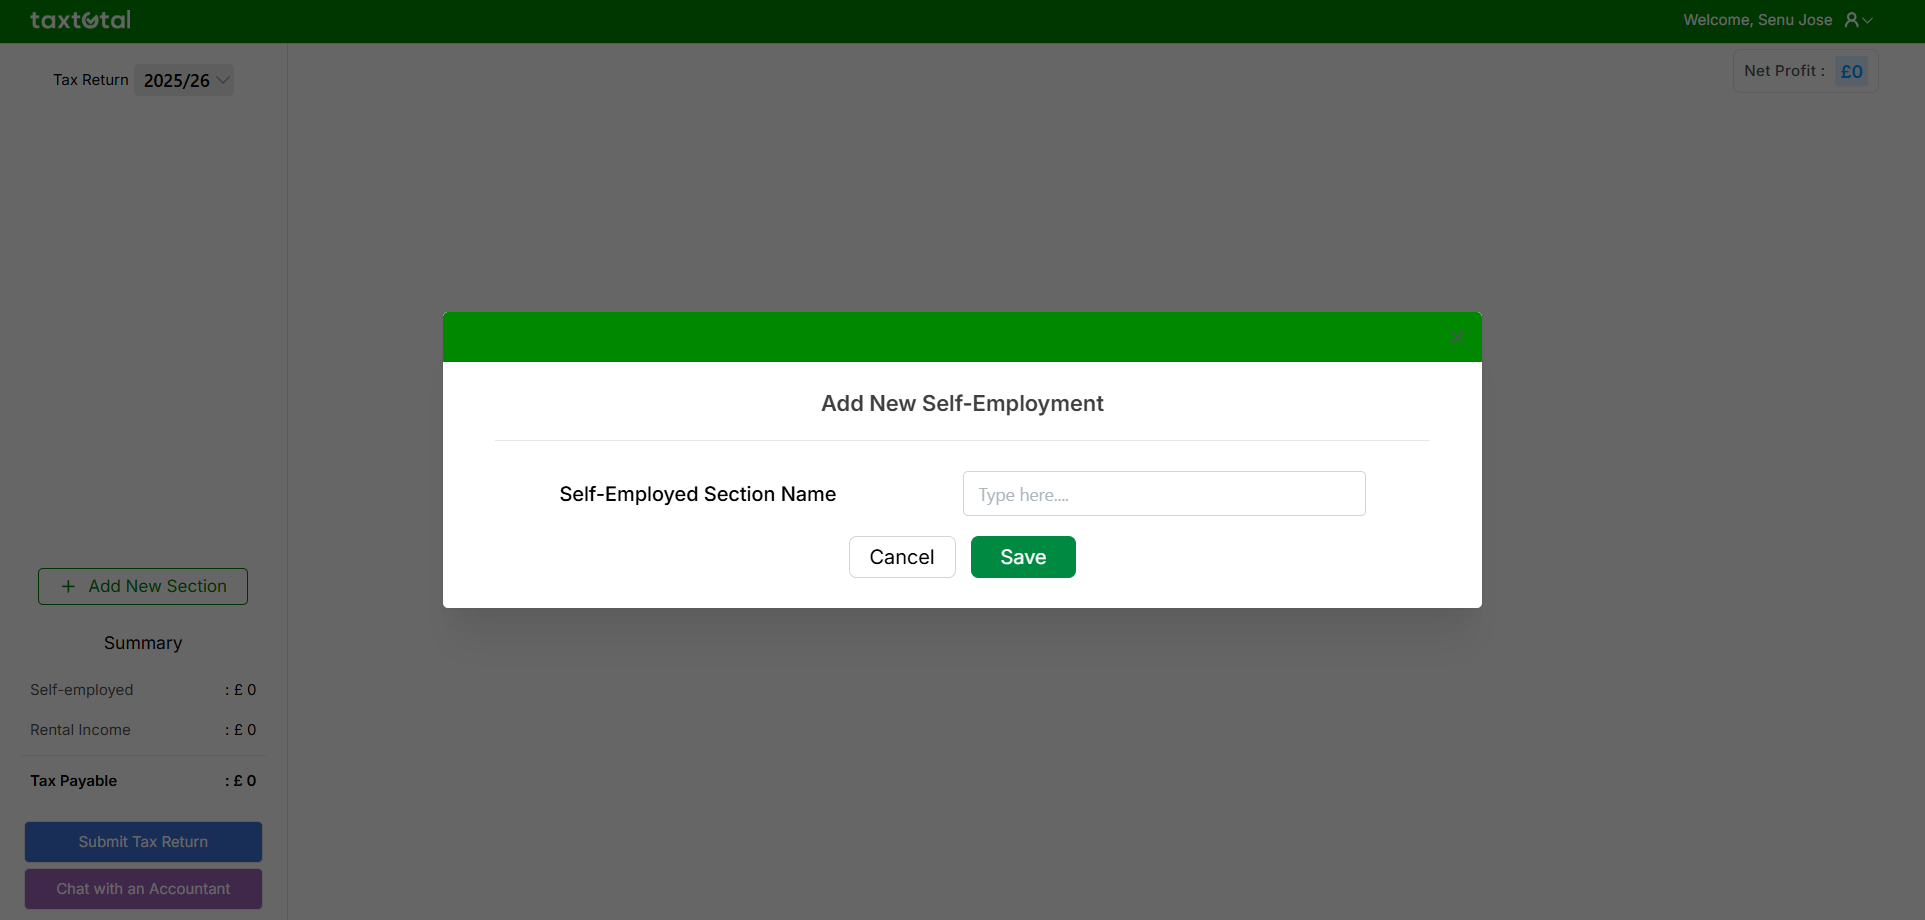 taxtotal
Welcome, Senu Jose
Tax Return 2025/26
Net Profit : £0
Add New Self-Employment
Self-Employed Section Name
Type here....
Cancel
Save
+ Add New Section
Summary
Self-employed : £ 0
Rental Income : £ 0
Tax Payable : £ 0
Submit Tax Return
Chat with an Accountant